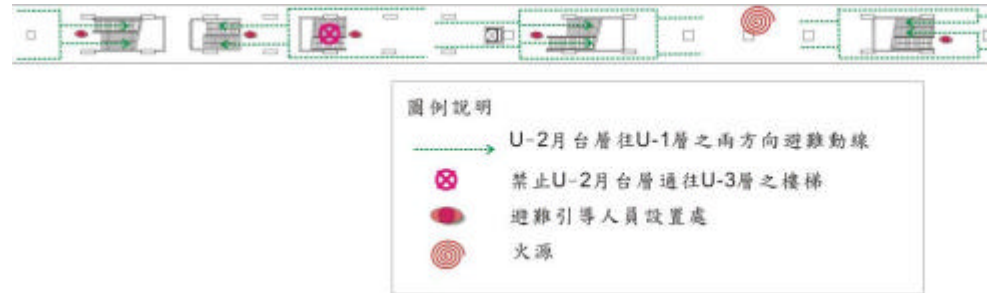 圖例說明
U-2月台層往U-1層之兩方向避難動線
禁止U-2月台層通往U-3層之樓梯
避難引導人員設置處
火源